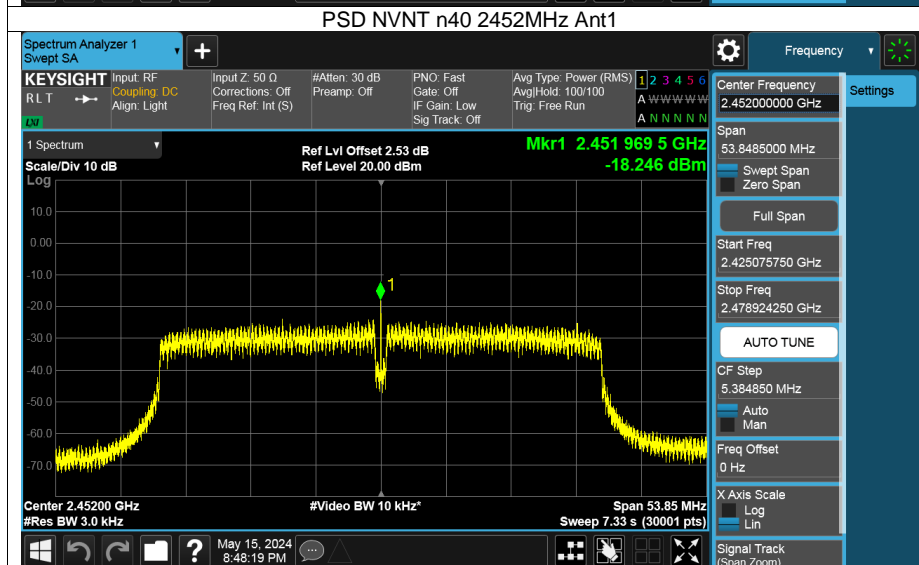 PSD NVNT n40 2452MHz Ant1
Spectrum Analyzer 1
Swept SA
Frequency
KEYSIGHT
RLT
LXI
Input: RF
Coupling: DC
Align: Light
Input Z: 50 Ω
Corrections: Off
Freq Ref: Int (S)
#Atten: 30 dB
Preamp: Off
PNO: Fast
Gate: Off
IF Gain: Low
Sig Track: Off
Avg Type: Power (RMS)
Avg|Hold: 100/100
Trig: Free Run
1 2 3 4 5 6
A W W W W W
A N N N N N
1 Spectrum
Scale/Div 10 dB
Log
Ref Lvl Offset 2.53 dB
Ref Level 20.00 dBm
Mkr1 2.451 969 5 GHz
-18.246 dBm
10.0
0.00
-10.0
-20.0
-30.0
-40.0
-50.0
-60.0
-70.0
1
Center 2.45200 GHz
#Res BW 3.0 kHz
#Video BW 10 kHz*
Span 53.85 MHz
Sweep 7.33 s (30001 pts)
Center Frequency
2.452000000 GHz
Settings
Span
53.8485000 MHz
Swept Span
Zero Span
Full Span
Start Freq
2.425075750 GHz
Stop Freq
2.478924250 GHz
AUTO TUNE
CF Step
5.384850 MHz
Auto
Man
Freq Offset
0 Hz
X Axis Scale
Log
Lin
Signal Track
(Span Zoom)
?
May 15, 2024
8:48:19 PM